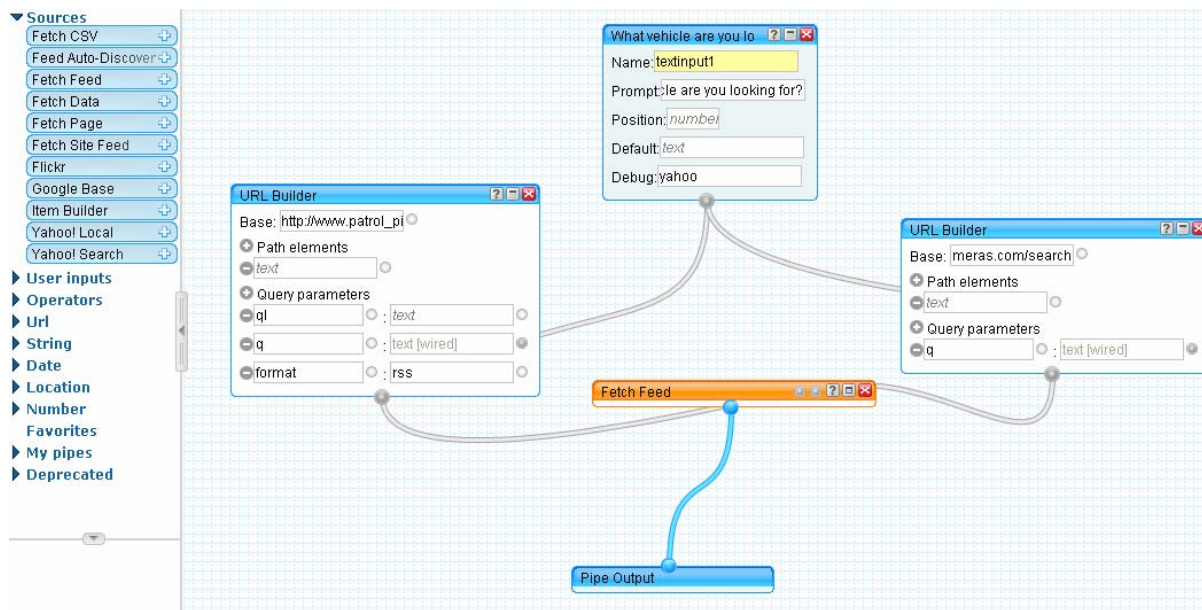 Sources
Fetch CSV
Feed Auto-Discover
Fetch Feed
Fetch Data
Fetch Page
Fetch Site Feed
Flickr
Google Base
Item Builder
Yahoo! Local
Yahoo! Search
User inputs
Operators
Url
String
Date
Location
Number
Favorites
My pipes
Deprecated
What vehicle are you lo
Name: textinput1
Prompt: cle are you looking for?
Position: number
Default: text
Debug: yahoo
URL Builder
Base: http://www.patrol_pi
Path elements
text
Query parameters
ql : text
q : text [wired]
format : rss
URL Builder
Base: meras.com/search
Path elements
text
Query parameters
q : text [wired]
Fetch Feed
Pipe Output